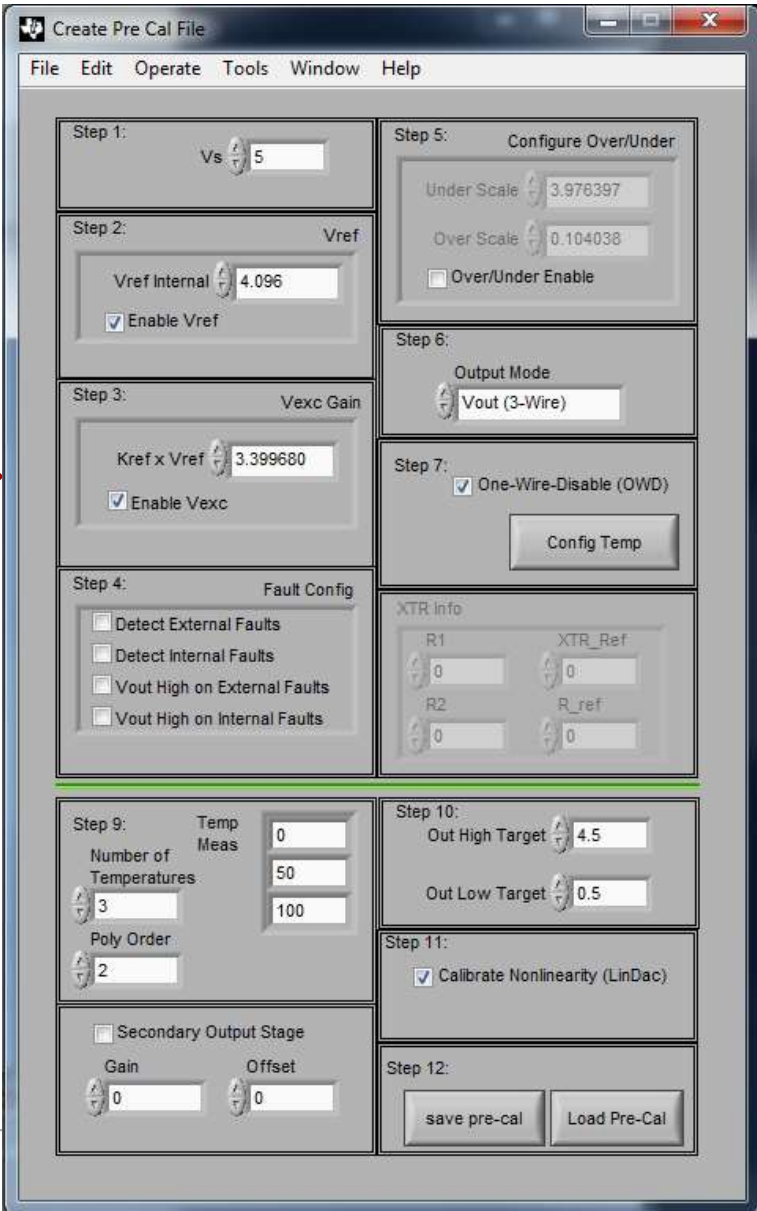 Create Pre Cal File
File Edit Operate Tools Window Help
Step 1:
Vs 5
Step 2:
Vref
Vref Internal 4.096
Enable Vref
Step 3:
Vexc Gain
Kref x Vref 3.399680
Enable Vexc
Step 4:
Fault Config
Detect External Faults
Detect Internal Faults
Vout High on External Faults
Vout High on Internal Faults
Step 5:
Configure Over/Under
Under Scale 3.976397
Over Scale 0.104038
Over/Under Enable
Step 6:
Output Mode
Vout (3-Wire)
Step 7:
One-Wire-Disable (OWD)
Config Temp
XTR Info
R1 XTR_Ref
0 0
R2 R_ref
0 0
Step 9:
Number of
Temperatures
3
Poly Order
2
Temp
Meas
0
50
100
Secondary Output Stage
Gain Offset
0 0
Step 10:
Out High Target 4.5
Out Low Target 0.5
Step 11:
Calibrate Nonlinearity (LinDac)
Step 12:
save pre-cal Load Pre-Cal